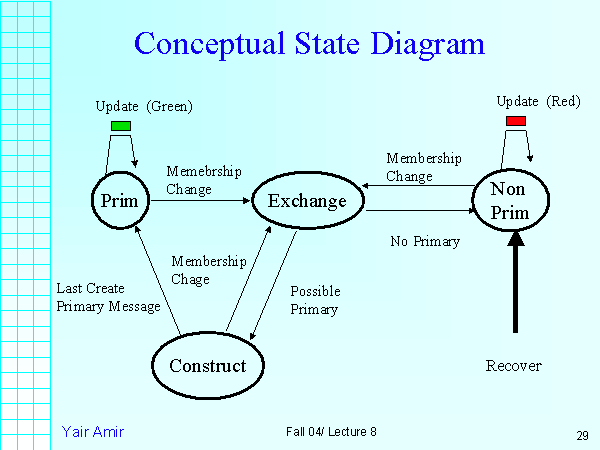 Conceptual State Diagram
Update (Green)
Update (Red)
Memebrship
Change
Membership
Change
Prim
Exchange
Non
Prim
No Primary
Membership
Chage
Last Create
Primary Message
Possible
Primary
Construct
Recover
Yair Amir
Fall 04/ Lecture 8
29